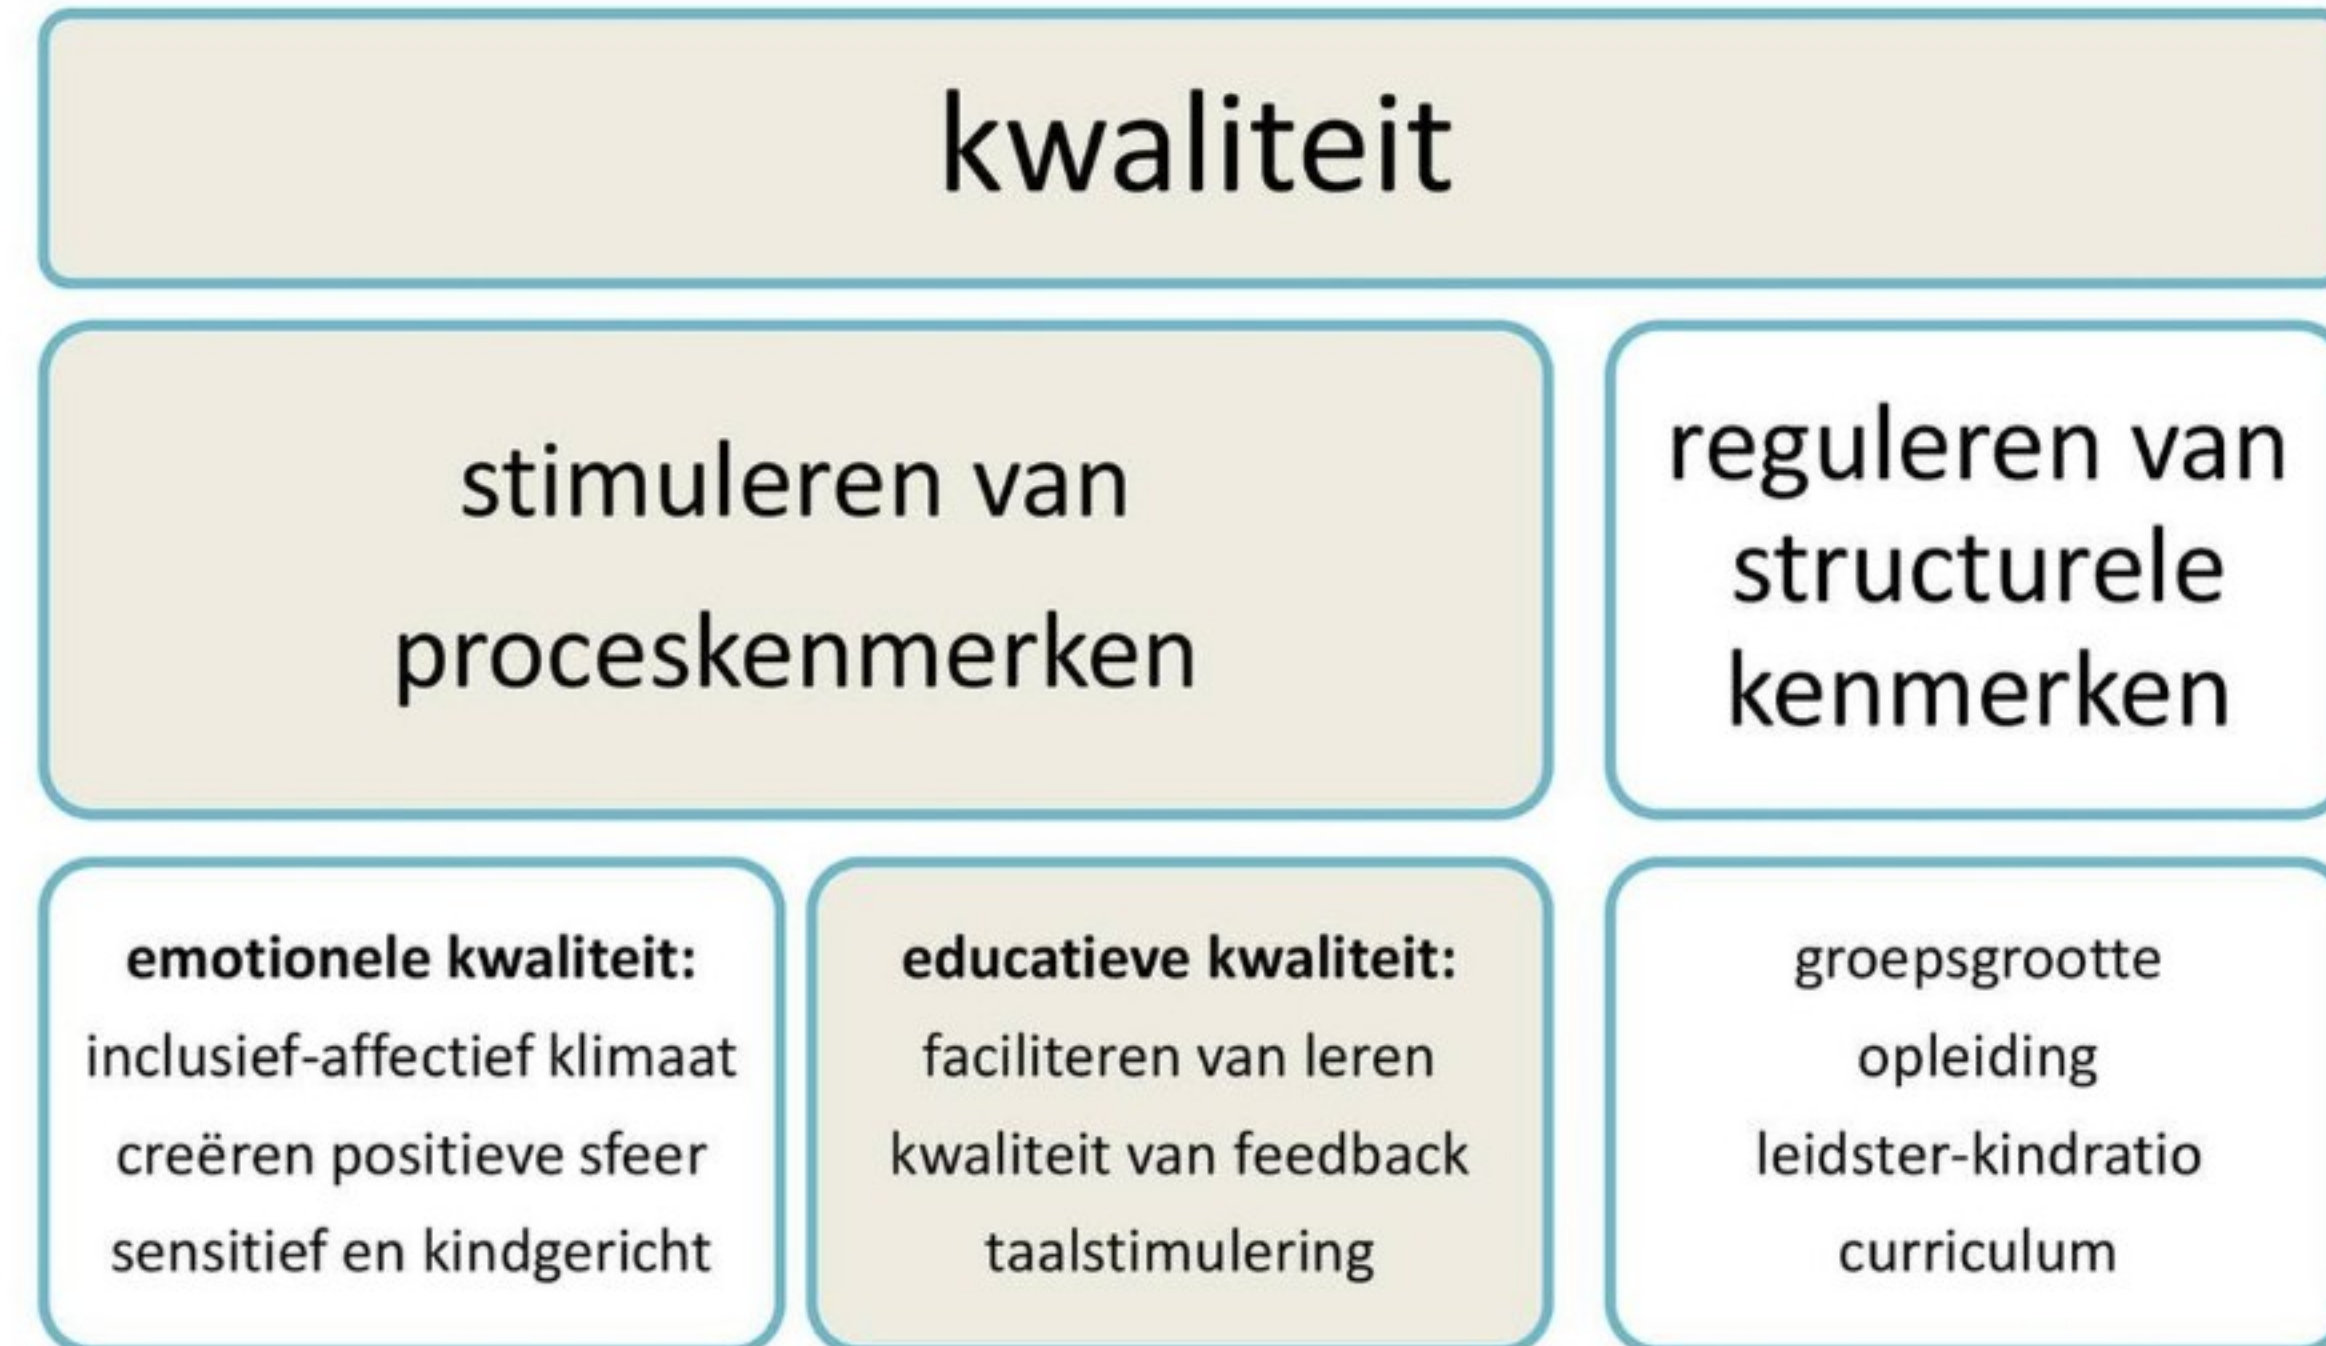 kwaliteit
stimuleren van
proceskenmerken
reguleren van
structurele
kenmerken
emotionele kwaliteit:
inclusief-affectief klimaat
creëren positieve sfeer
sensitief en kindgericht
educatieve kwaliteit:
faciliteren van leren
kwaliteit van feedback
taalstimulering
groepsgrootte
opleiding
leidster-kindratio
curriculum